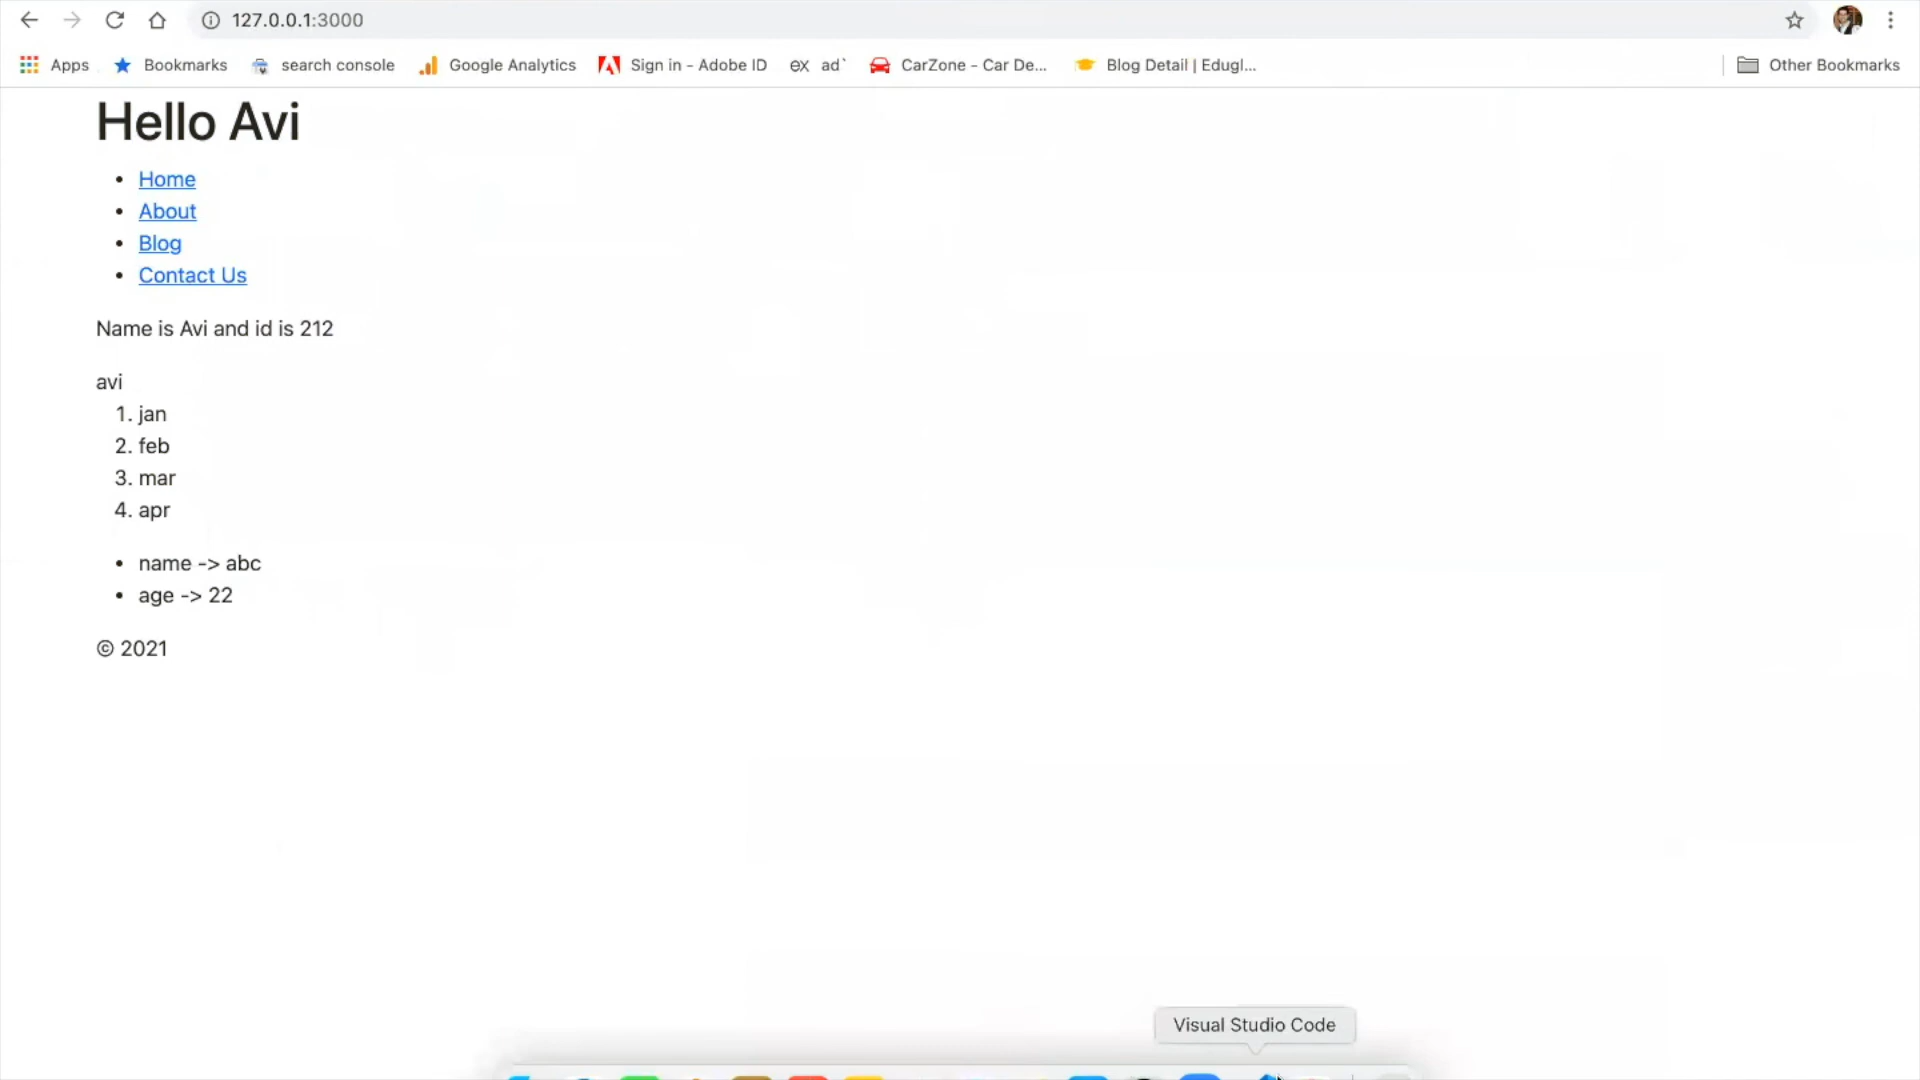 127.0.0.1:3000
Apps Bookmarks search console Google Analytics Sign in - Adobe ID ex ad` CarZone - Car De... Blog Detail | Edugl... Other Bookmarks
Hello Avi
• Home
• About
• Blog
• Contact Us
Name is Avi and id is 212
avi
1. jan
2. feb
3. mar
4. apr
• name -> abc
• age -> 22
© 2021
Visual Studio Code